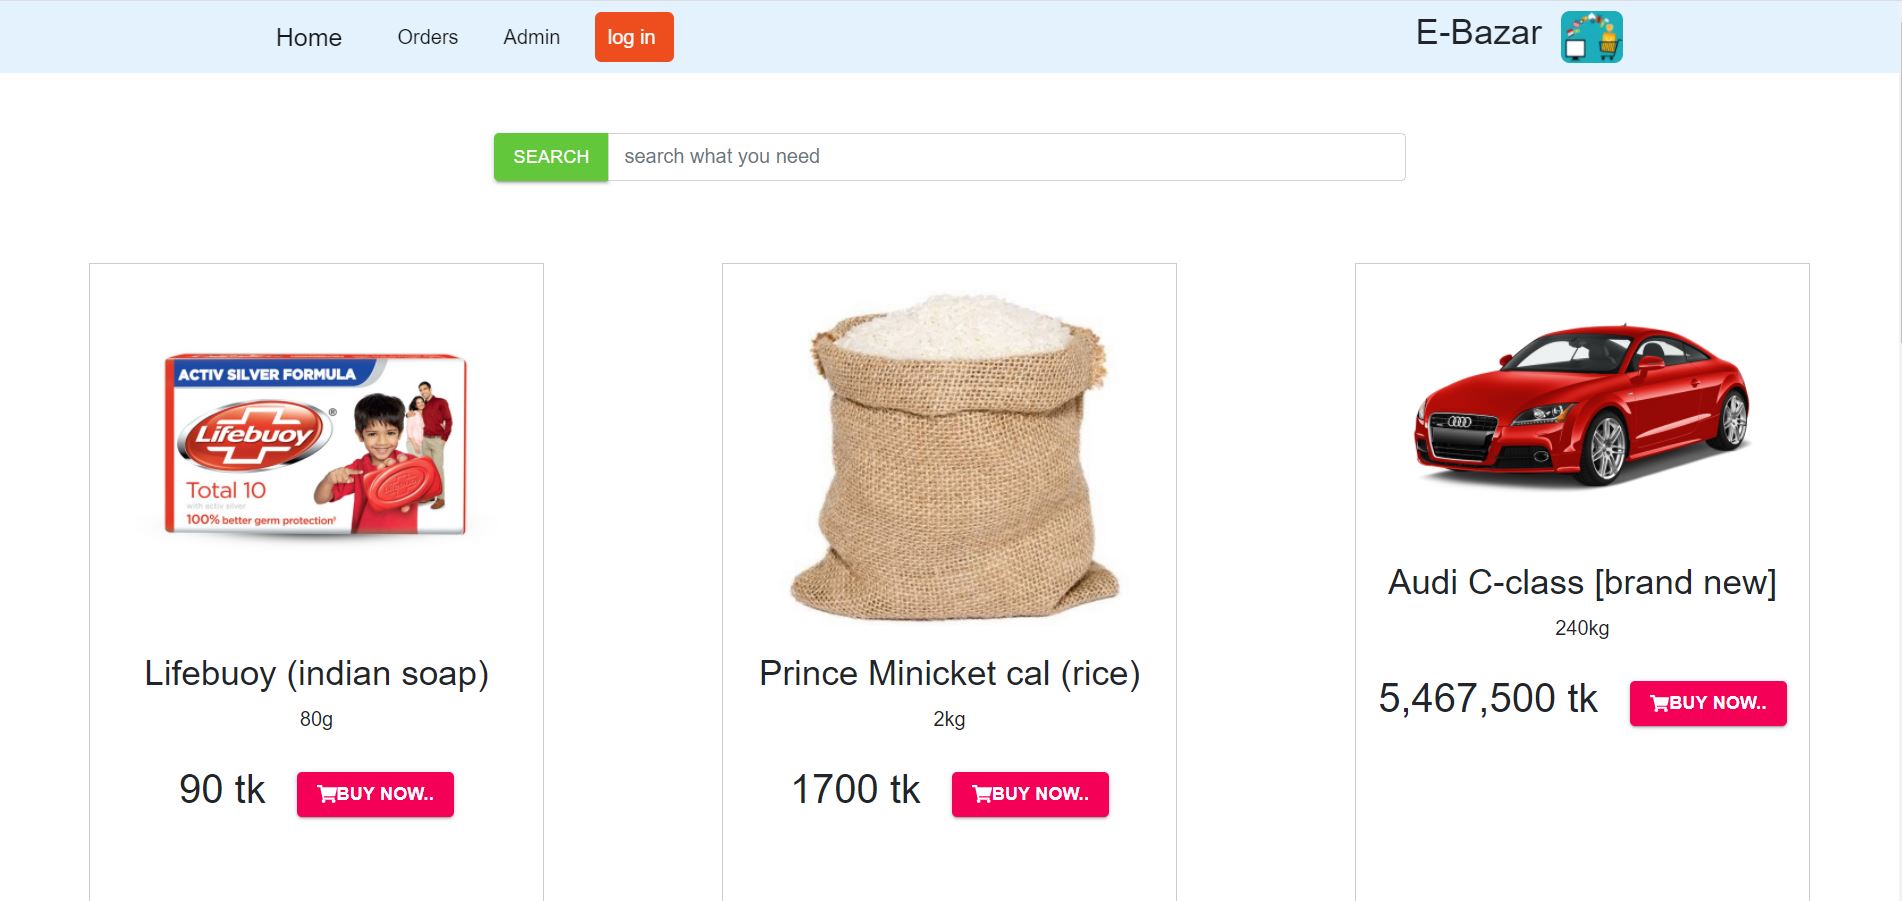 Home Orders Admin log in E-Bazar
SEARCH search what you need
ACTIV SILVER FORMULA
Lifebuoy®
Total 10
with activ silver
100% better germ protection
Lifebuoy (indian soap)
80g
90 tk BUY NOW..
Prince Minicket cal (rice)
2kg
1700 tk BUY NOW..
Audi C-class [brand new]
240kg
5,467,500 tk BUY NOW..